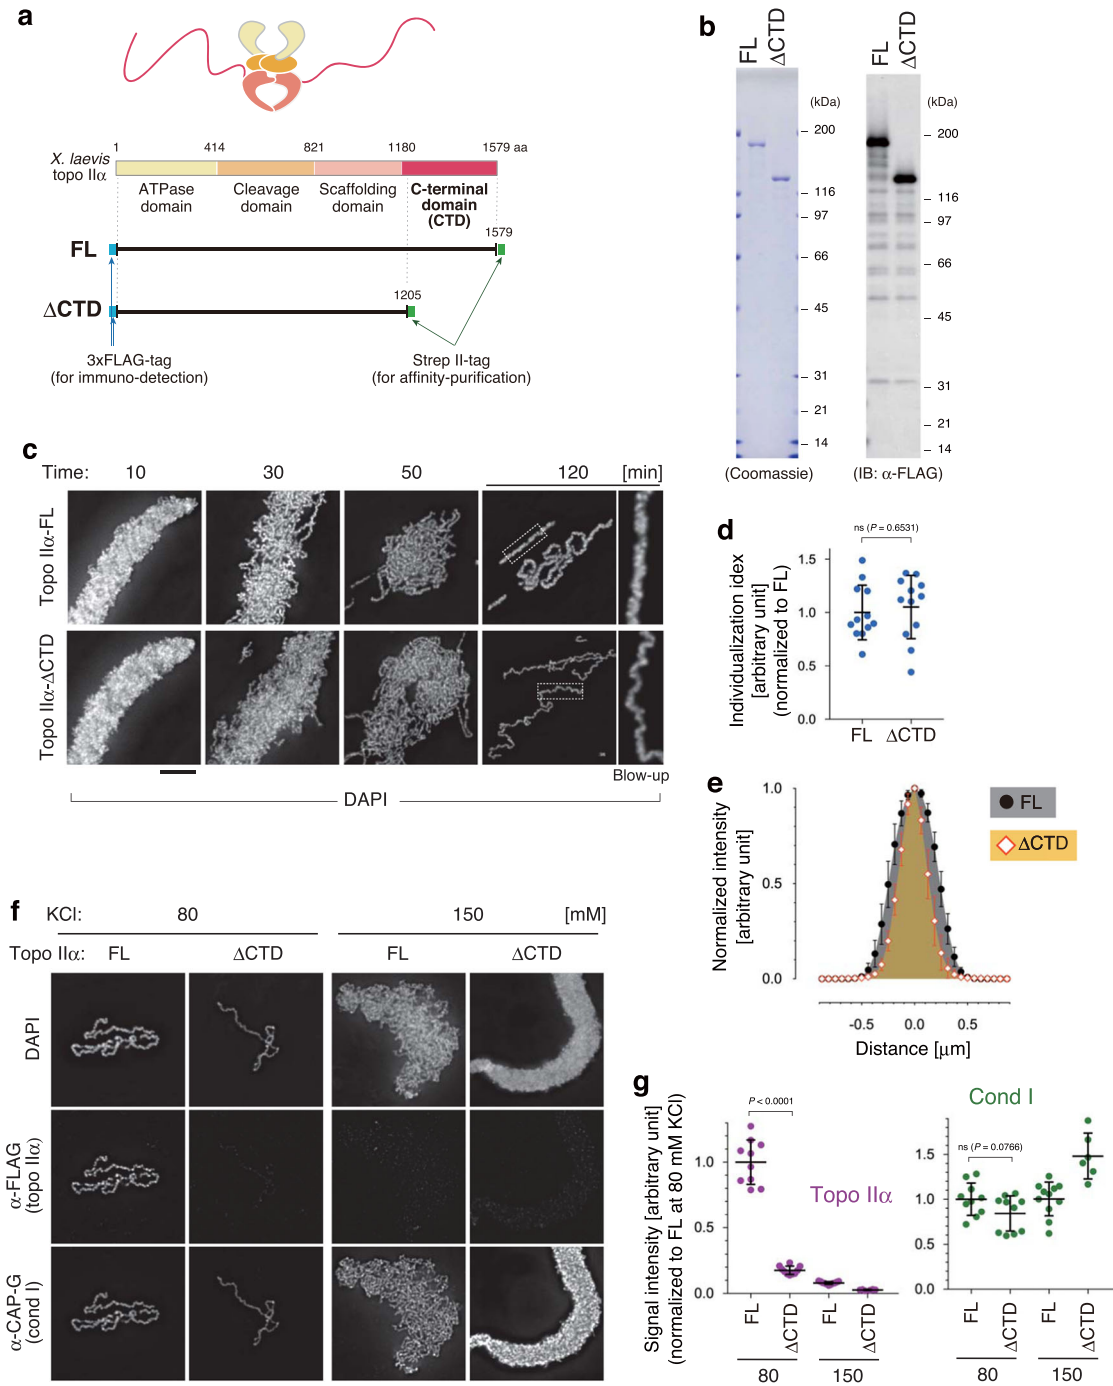 a
1 414 821 1180 1579 aa
X. laevis
topo IIα
ATPase
domain
Cleavage
domain
Scaffolding
domain
C-terminal
domain
(CTD)
1579
FL
1205
ΔCTD
3xFLAG-tag
(for immuno-detection)
Strep II-tag
(for affinity-purification)
b
FL ΔCTD
(kDa)
200
116
97
66
45
31
21
14
(Coomassie)
FL ΔCTD
(kDa)
200
116
97
66
45
31
21
14
(IB: α-FLAG)
c
Time: 10 30 50 120 [min]
Topo IIα-FL
Topo IIα-ΔCTD
Blow-up
DAPI
d
ns (P = 0.6531)
Individualization idex
[arbitrary unit]
(normalized to FL)
1.5
1.0
0.5
0.0
FL ΔCTD
e
Normalized intensity
[arbitrary unit]
1.0
0.5
0.0
-0.5 0.0 0.5
Distance [μm]
FL
ΔCTD
f
KCl: 80 150 [mM]
Topo IIα: FL ΔCTD FL ΔCTD
DAPI
α-FLAG
(topo IIα)
α-CAP-G
(cond I)
g
Signal intensity [arbitrary unit]
(normalized to FL at 80 mM KCl)
P < 0.0001
Topo IIα
1.0
0.5
0.0
FL ΔCTD FL ΔCTD
80 150
Cond I
ns (P = 0.0766)
1.5
1.0
0.5
0.0
FL ΔCTD FL ΔCTD
80 150